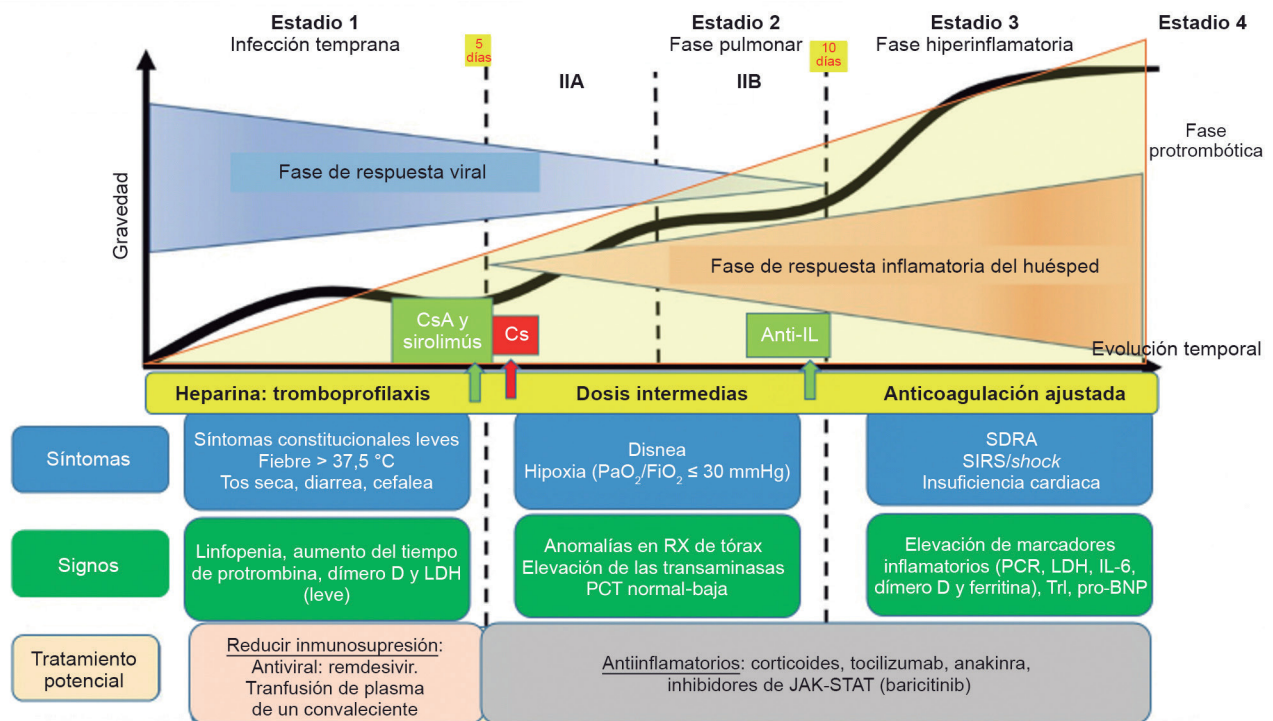 Estadio 1
Infección temprana
5
días
Estadio 2
Fase pulmonar
10
días
Estadio 3
Fase hiperinflamatoria
Estadio 4
IIA
IIB
Fase
protrombótica
Gravedad
Fase de respuesta viral
Fase de respuesta inflamatoria del huésped
CsA y
sirolimús
Cs
Anti-IL
Evolución temporal
Heparina: tromboprofilaxis
Dosis intermedias
Anticoagulación ajustada
Síntomas
Síntomas constitucionales leves
Fiebre > 37,5 °C
Tos seca, diarrea, cefalea
Disnea
Hipoxia (PaO₂/FiO₂ ≤ 30 mmHg)
SDRA
SIRS/shock
Insuficiencia cardiaca
Signos
Linfopenia, aumento del tiempo
de protrombina, dímero D y LDH
(leve)
Anomalías en RX de tórax
Elevación de las transaminasas
PCT normal-baja
Elevación de marcadores
inflamatorios (PCR, LDH, IL-6,
dímero D y ferritina), TrI, pro-BNP
Tratamiento
potencial
Reducir inmunosupresión:
Antiviral: remdesivir.
Tranfusión de plasma
de un convaleciente
Antiinflamatorios: corticoides, tocilizumab, anakinra,
inhibidores de JAK-STAT (baricitinib)